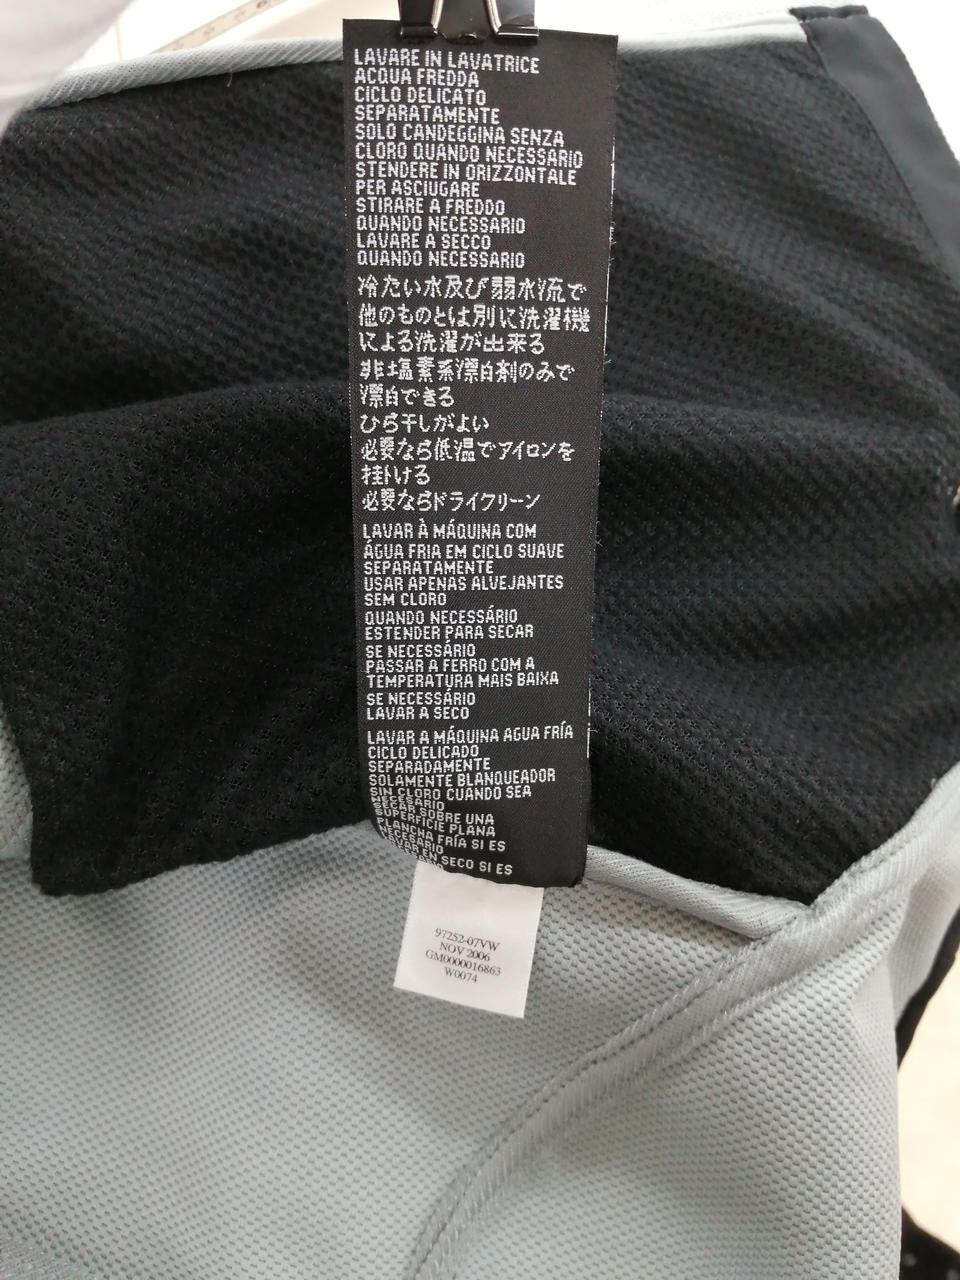 LAVARE IN LAVATRICE
ACQUA FREDDA
CICLO DELICATO
SEPARATAMENTE
SOLO CANDEGGINA SENZA
CLORO QUANDO NECESSARIO
STENDERE IN ORIZZONTALE
PER ASCIUGARE
STIRARE A FREDDO
QUANDO NECESSARIO
LAVARE A SECCO
QUANDO NECESSARIO
冷たい水及び弱水流で
他のものとは別に洗濯機
による洗濯が出来る
非塩素系漂白剤のみで
漂白できる
ひら干しがよい
必要なら低温でアイロンを
掛ける
必要ならドライクリーン
LAVAR À MÁQUINA COM
ÁGUA FRIA EM CICLO SUAVE
SEPARATAMENTE
USAR APENAS ALVEJANTES
SEM CLORO
QUANDO NECESSÁRIO
ESTENDER PARA SECAR
SE NECESSÁRIO
PASSAR A FERRO COM A
TEMPERATURA MAIS BAIXA
SE NECESSÁRIO
LAVAR A SECO
LAVAR A MÁQUINA AGUA FRÍA
CICLO DELICADO
SEPARADAMENTE
SOLAMENTE BLANQUEADOR
SIN CLORO CUANDO SEA
NECESARIO
SECAR SOBRE UNA
SUPERFICIE PLANA
PLANCHA FRÍA SI ES
NECESARIO
LAVAR EN SECO SI ES
97252-07VW
NOV 2006
GM0000016863
W0074